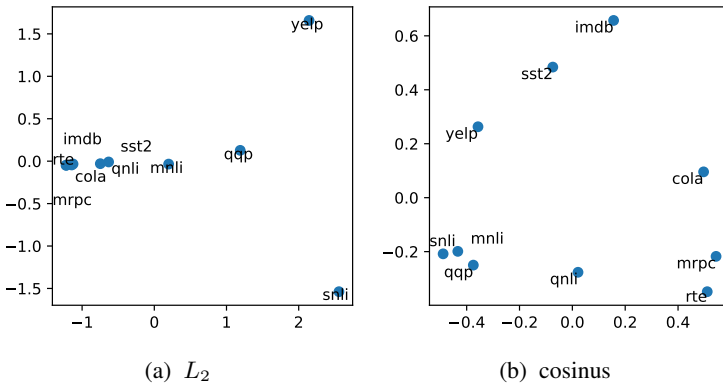 1.5
1.0
0.5
0.0
−0.5
−1.0
−1.5
−1
0
1
2
yelp
imdb
sst2
rte
cola
qnli
mnli
qqp
mrpc
snli
(a) L2
0.6
0.4
0.2
0.0
−0.2
−0.4
−0.2
0.0
0.2
0.4
imdb
sst2
yelp
cola
snli
mnli
qqp
qnli
mrpc
rte
(b) cosinus